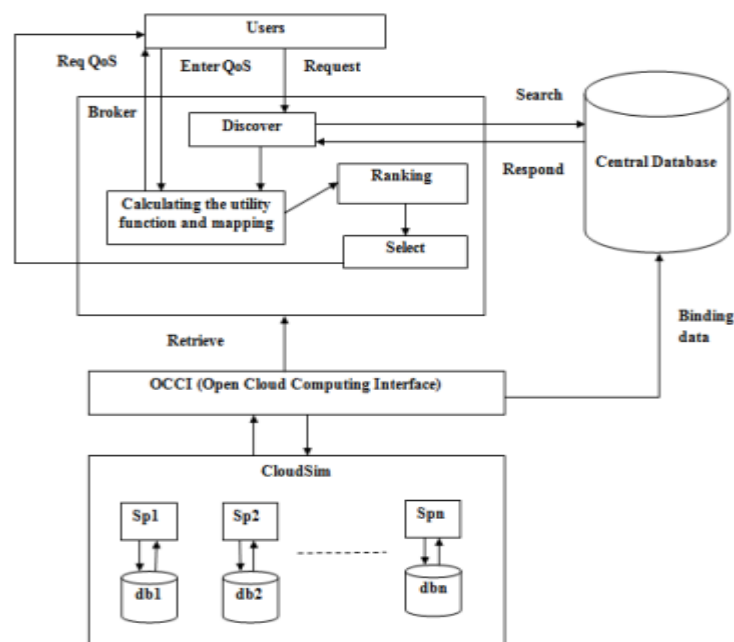 Users
Req QoS
Enter QoS
Request
Broker
Discover
Search
Respond
Central Database
Ranking
Calculating the utility
function and mapping
Select
Retrieve
Binding
data
OCCI (Open Cloud Computing Interface)
CloudSim
Sp1
Sp2
Spn
db1
db2
dbn